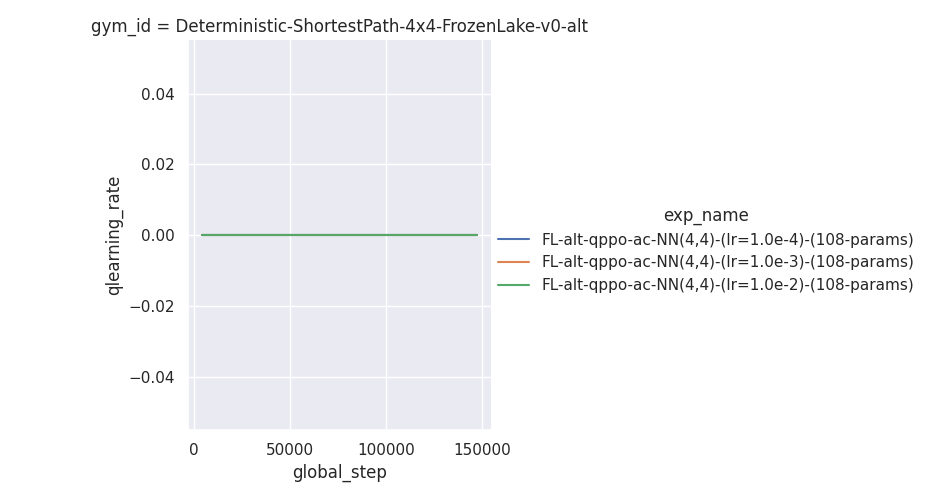 gym_id = Deterministic-ShortestPath-4x4-FrozenLake-v0-alt
0.04
0.02
0.00
−0.02
−0.04
qlearning_rate
0 50000 100000 150000
global_step
exp_name
FL-alt-qppo-ac-NN(4,4)-(lr=1.0e-4)-(108-params)
FL-alt-qppo-ac-NN(4,4)-(lr=1.0e-3)-(108-params)
FL-alt-qppo-ac-NN(4,4)-(lr=1.0e-2)-(108-params)